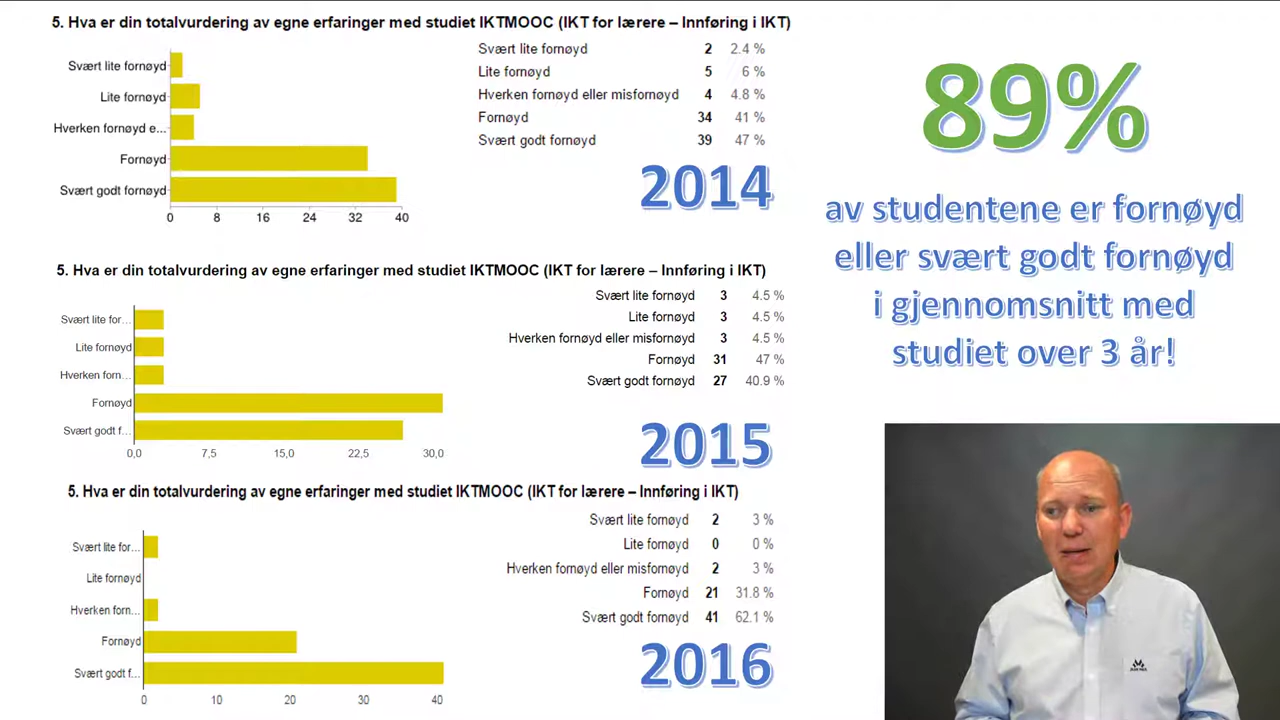 5. Hva er din totalvurdering av egne erfaringer med studiet IKTMOOC (IKT for lærere – Innføring i IKT)
Svært lite fornøyd
Lite fornøyd
Hverken fornøyd e...
Fornøyd
Svært godt fornøyd
0 8 16 24 32 40
Svært lite fornøyd 2 2.4 %
Lite fornøyd 5 6 %
Hverken fornøyd eller misfornøyd 4 4.8 %
Fornøyd 34 41 %
Svært godt fornøyd 39 47 %
2014
5. Hva er din totalvurdering av egne erfaringer med studiet IKTMOOC (IKT for lærere – Innføring i IKT)
Svært lite for...
Lite fornøyd
Hverken forn...
Fornøyd
Svært godt f...
0,0 7,5 15,0 22,5 30,0
Svært lite fornøyd 3 4.5 %
Lite fornøyd 3 4.5 %
Hverken fornøyd eller misfornøyd 3 4.5 %
Fornøyd 31 47 %
Svært godt fornøyd 27 40.9 %
2015
5. Hva er din totalvurdering av egne erfaringer med studiet IKTMOOC (IKT for lærere – Innføring i IKT)
Svært lite for...
Lite fornøyd
Hverken forn...
Fornøyd
Svært godt f...
0 10 20 30 40
Svært lite fornøyd 2 3 %
Lite fornøyd 0 0 %
Hverken fornøyd eller misfornøyd 2 3 %
Fornøyd 21 31.8 %
Svært godt fornøyd 41 62.1 %
2016
89%
av studentene er fornøyd
eller svært godt fornøyd
i gjennomsnitt med
studiet over 3 år!